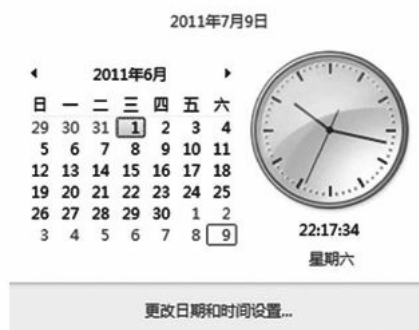 2011年7月9日
2011年6月
日 一 二 三 四 五 六
29 30 31 1 2 3 4
5 6 7 8 9 10 11
12 13 14 15 16 17 18
19 20 21 22 23 24 25
26 27 28 29 30 1 2
3 4 5 6 7 8 9
22:17:34
星期六
更改日期和时间设置...